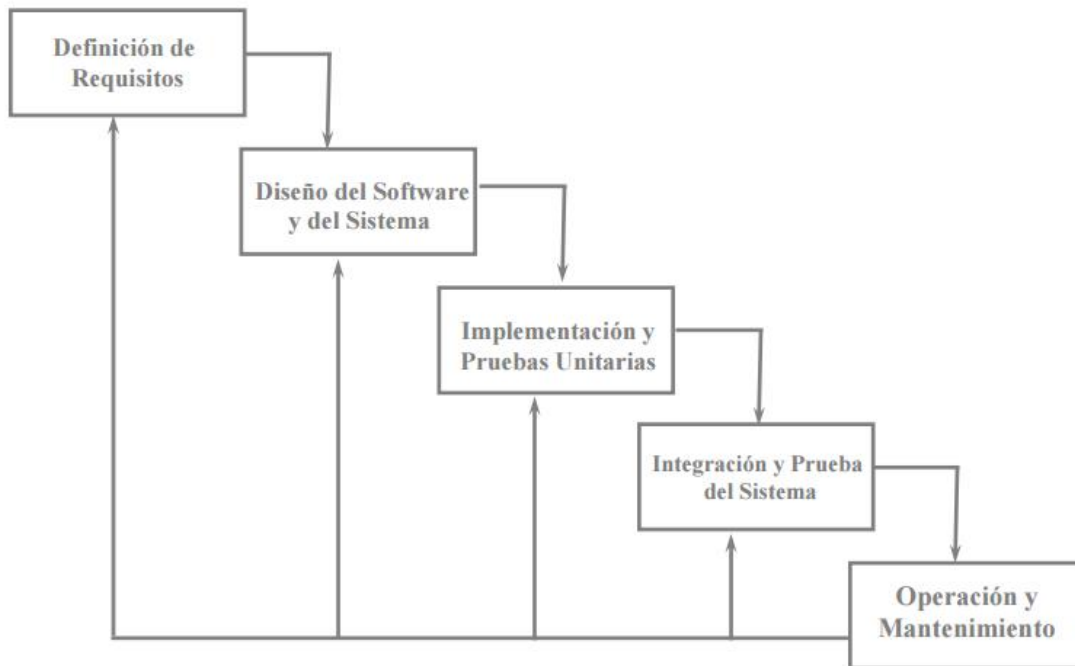 Definición de
Requisitos
Diseño del Software
y del Sistema
Implementación y
Pruebas Unitarias
Integración y Prueba
del Sistema
Operación y
Mantenimiento